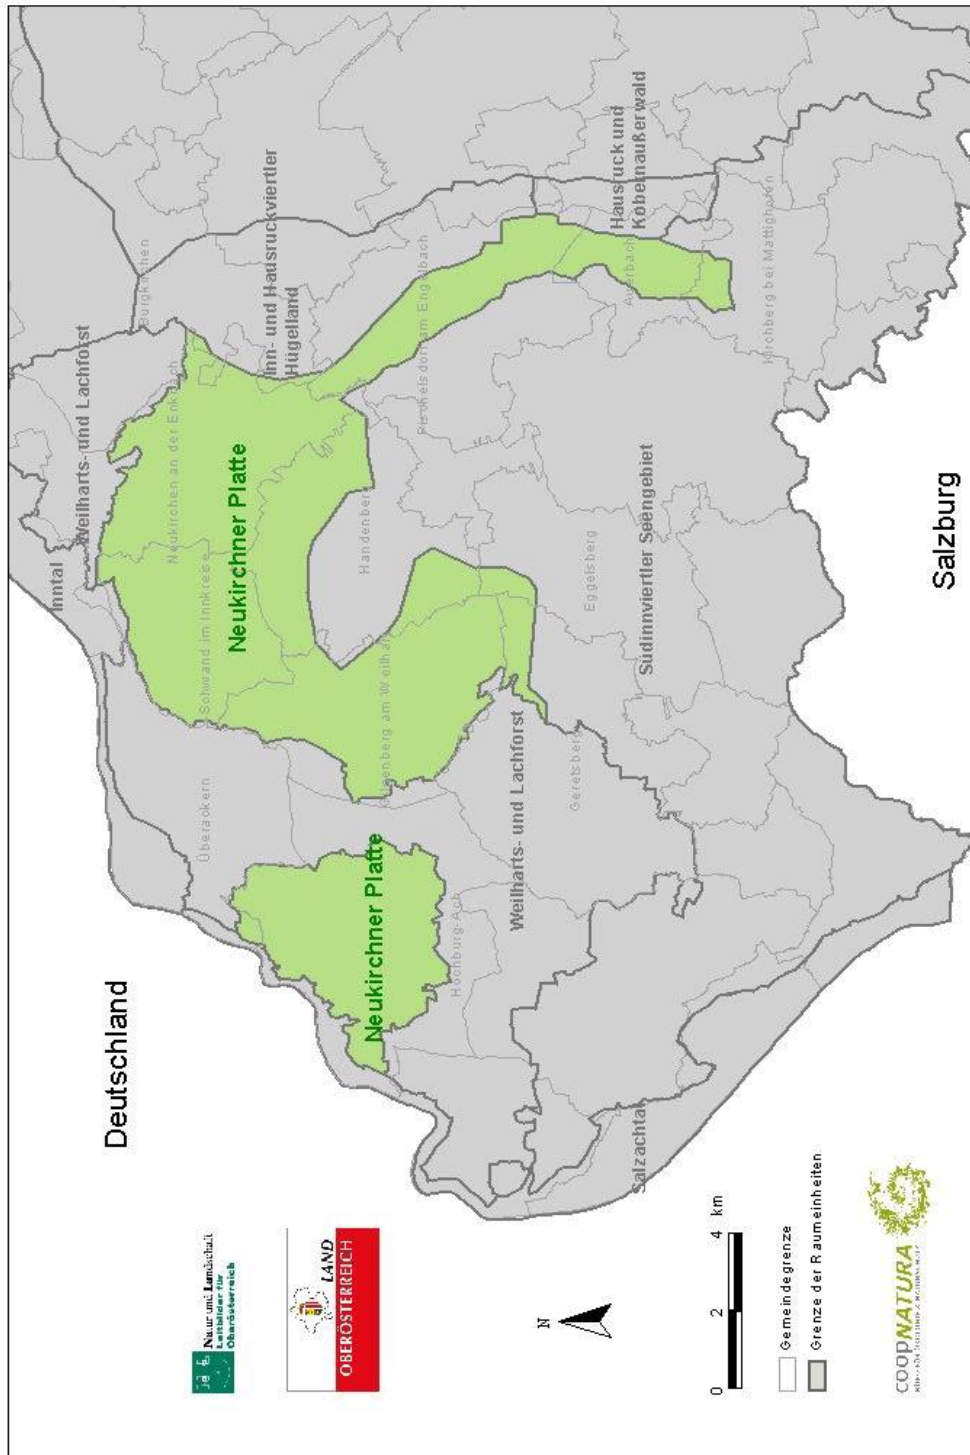 Natur und Landschaft
Leitbilder für
Oberösterreich
LAND
OBERÖSTERREICH
N
0 2 4 km
Gemeindegrenze
Grenze der Raumeinheiten
coopNATURA
Deutschland
Salzburg
Inntal
Weilharts- und Lachforst
Burgkirchen
Neukirchen an der Enknach
Schwand im Innkreise
Überackern
Neukirchner Platte
Inn- und Hausruckviertler
Hügelland
Handenberg
Pischelsdorf am Engelbach
Neukirchner Platte
Hochburg-Ach
Weilharts- und Lachforst
Geretsberg
Eggelsberg
Südinnviertler Seengebiet
Auerbach
Hausruck und
Kobernaußerwald
Kirchberg bei Mattighofen
Salzachtal